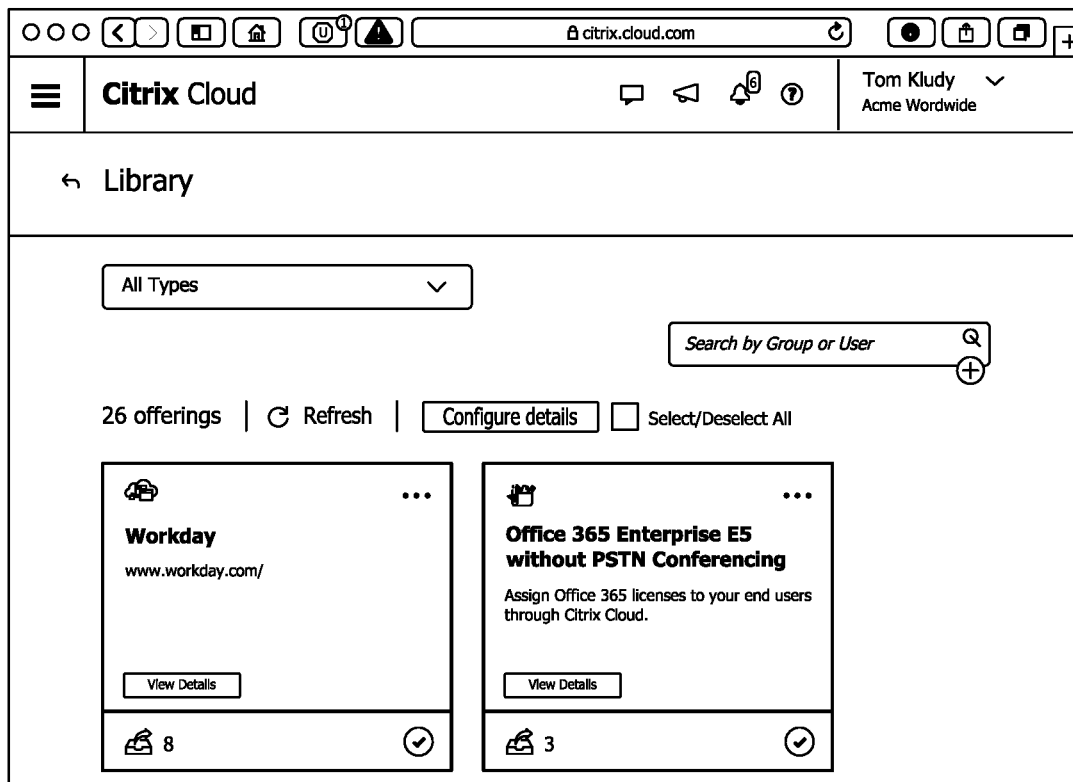 U 1 citrix.cloud.com
Citrix Cloud 6 ? Tom Kludy
Acme Wordwide
Library
All Types
Search by Group or User
26 offerings | Refresh | Configure details Select/Deselect All
Workday
www.workday.com/
View Details
8
Office 365 Enterprise E5
without PSTN Conferencing
Assign Office 365 licenses to your end users
through Citrix Cloud.
View Details
3